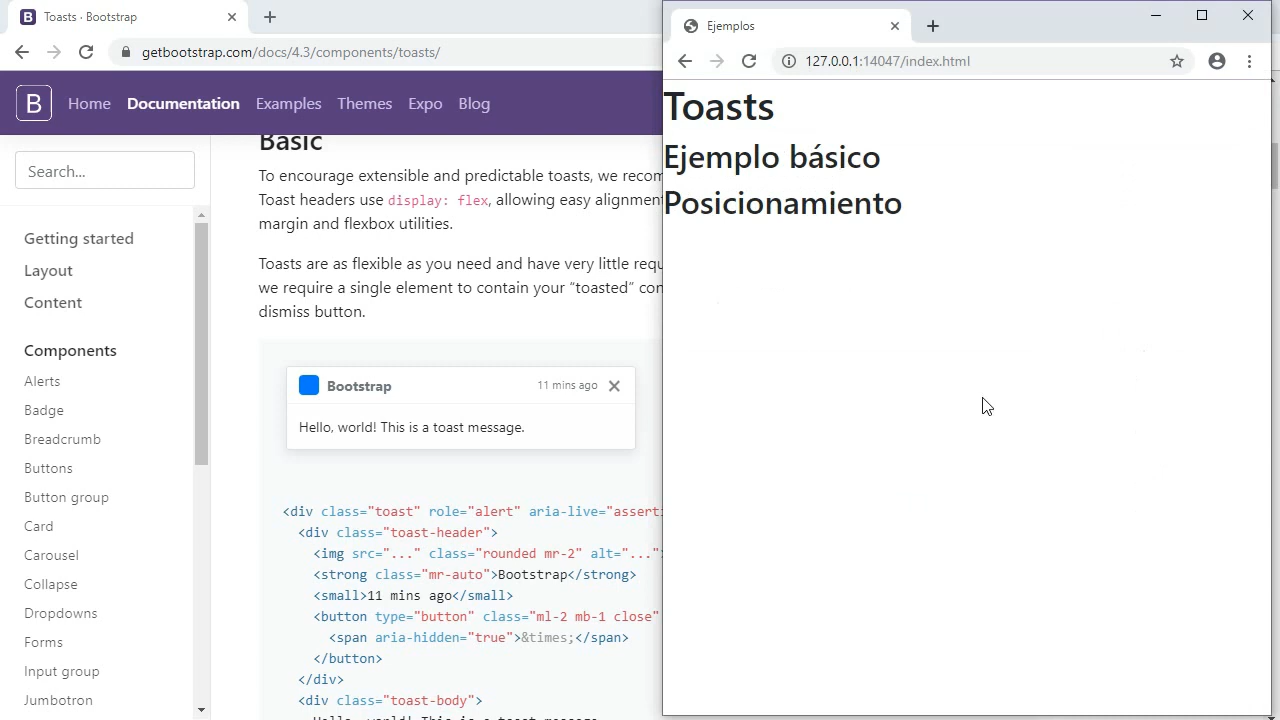 Toasts · Bootstrap
getbootstrap.com/docs/4.3/components/toasts/
B Home Documentation Examples Themes Expo Blog
Search...
Getting started
Layout
Content
Components
Alerts
Badge
Breadcrumb
Buttons
Button group
Card
Carousel
Collapse
Dropdowns
Forms
Input group
Jumbotron
Basic
To encourage extensible and predictable toasts, we
Toast headers use display: flex, allowing easy alignment
margin and flexbox utilities.
Toasts are as flexible as you need and have very little
we require a single element to contain your “toasted”
dismiss button.
Bootstrap 11 mins ago
Hello, world! This is a toast message.
<div class="toast" role="alert" aria-live="asserti
<div class="toast-header">
<img src="..." class="rounded mr-2" alt="..."
<strong class="mr-auto">Bootstrap</strong>
<small>11 mins ago</small>
<button type="button" class="ml-2 mb-1 close"
<span aria-hidden="true">&times;</span>
</button>
</div>
<div class="toast-body">
Ejemplos
127.0.0.1:14047/index.html
Toasts
Ejemplo básico
Posicionamiento